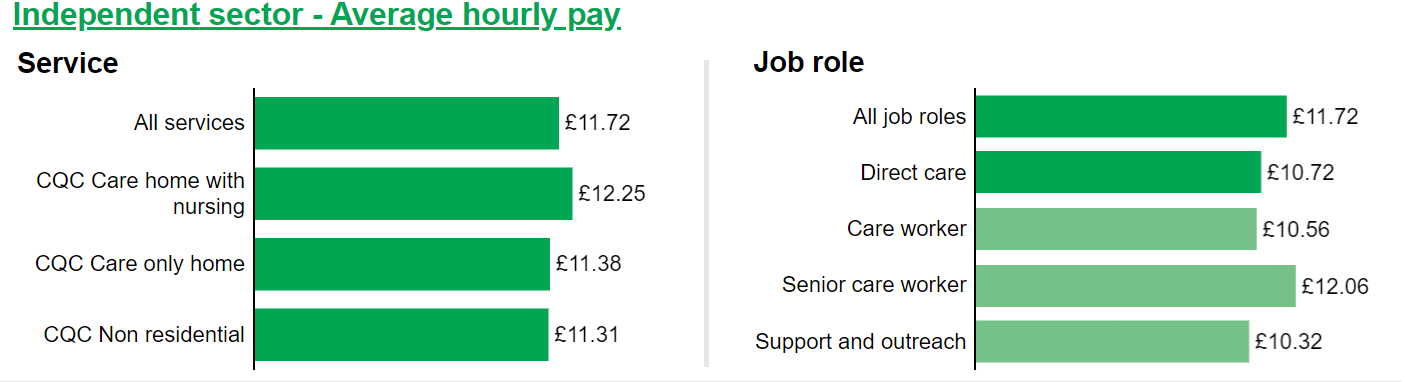 Independent sector - Average hourly pay
Service
All services
£11.72
CQC Care home with
nursing
£12.25
CQC Care only home
£11.38
CQC Non residential
£11.31
Job role
All job roles
£11.72
Direct care
£10.72
Care worker
£10.56
Senior care worker
£12.06
Support and outreach
£10.32